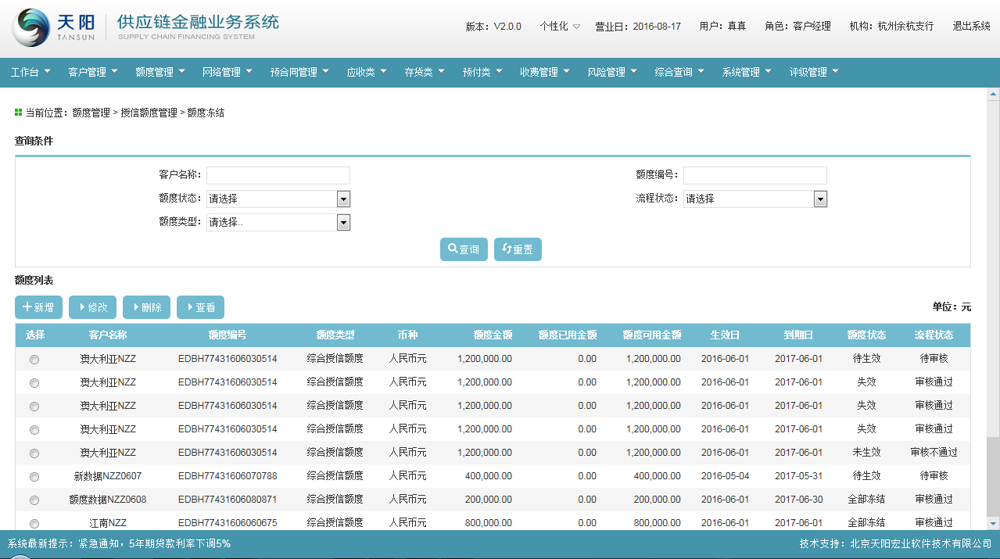 天阳 TANSUN 供应链金融业务系统 SUPPLY CHAIN FINANCING SYSTEM
版本：V2.0.0 个性化 营业日：2016-08-17 用户：真真 角色：客户经理 机构：杭州余杭支行 退出系统
工作台 客户管理 额度管理 网络管理 预合同管理 应收类 存货类 预付类 收费管理 风险管理 综合查询 系统管理 评级管理
当前位置：额度管理 > 授信额度管理 > 额度冻结
查询条件
客户名称： 额度编号：
额度状态：请选择 流程状态：请选择
额度类型：请选择..
查询 重置
额度列表
新增 修改 删除 查看 单位：元
选择 客户名称 额度编号 额度类型 币种 额度金额 额度已用金额 额度可用金额 生效日 到期日 额度状态 流程状态
澳大利亚NZZ EDBH77431606030514 综合授信额度 人民币元 1,200,000.00 0.00 1,200,000.00 2016-06-01 2017-06-01 待生效 待审核
澳大利亚NZZ EDBH77431606030514 综合授信额度 人民币元 1,200,000.00 0.00 1,200,000.00 2016-06-01 2017-06-01 失效 审核通过
澳大利亚NZZ EDBH77431606030514 综合授信额度 人民币元 1,200,000.00 0.00 1,200,000.00 2016-06-01 2017-06-01 失效 审核通过
澳大利亚NZZ EDBH77431606030514 综合授信额度 人民币元 1,200,000.00 0.00 1,200,000.00 2016-06-01 2017-06-01 失效 审核通过
澳大利亚NZZ EDBH77431606030514 综合授信额度 人民币元 1,200,000.00 0.00 1,200,000.00 2016-06-01 2017-06-01 未生效 审核不通过
新数据NZZ0607 EDBH77431606070788 综合授信额度 人民币元 400,000.00 0.00 400,000.00 2016-05-04 2017-05-31 待生效 待审核
额度数据NZZ0608 EDBH77431606080871 综合授信额度 人民币元 200,000.00 0.00 200,000.00 2016-06-01 2017-06-30 全部冻结 审核通过
江南NZZ EDBH77431606060675 综合授信额度 人民币元 800,000.00 0.00 800,000.00 2016-06-01 2017-06-01 全部冻结 审核通过
系统最新提示：紧急通知，5年期贷款利率下调5% 技术支持：北京天阳宏业软件技术有限公司